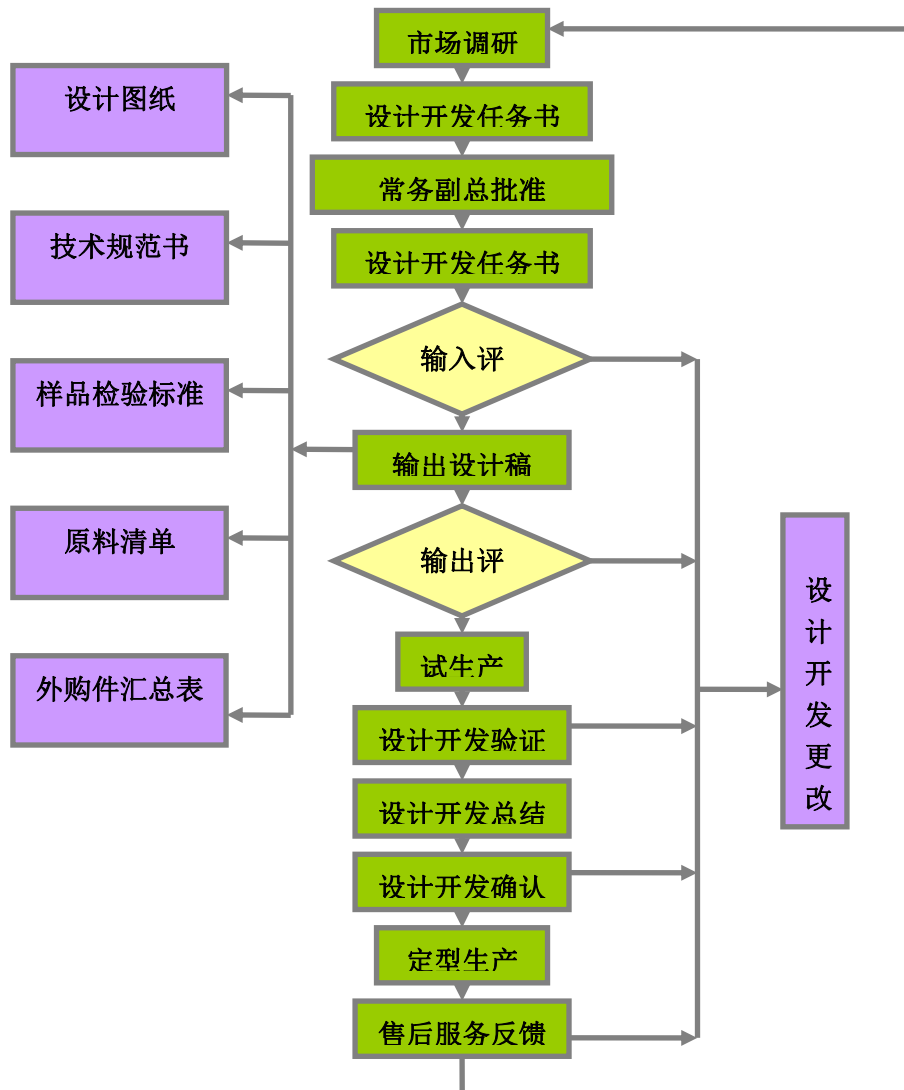 市场调研
设计开发任务书
常务副总批准
设计开发任务书
输入评
输出设计稿
输出评
试生产
设计开发验证
设计开发总结
设计开发确认
定型生产
售后服务反馈
设计图纸
技术规范书
样品检验标准
原料清单
外购件汇总表
设
计
开
发
更
改